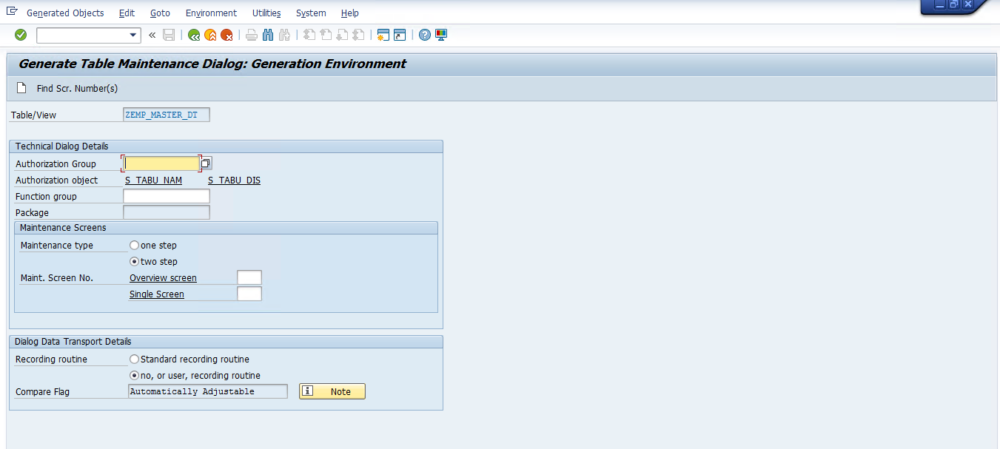 Generated Objects Edit Goto Environment Utilities System Help
Generate Table Maintenance Dialog: Generation Environment
Find Scr. Number(s)
Table/View ZEMP_MASTER_DT
Technical Dialog Details
Authorization Group
Authorization object S_TABU_NAM S_TABU_DIS
Function group
Package
Maintenance Screens
Maintenance type one step
two step
Maint. Screen No. Overview screen
Single Screen
Dialog Data Transport Details
Recording routine Standard recording routine
no, or user, recording routine
Compare Flag Automatically Adjustable Note